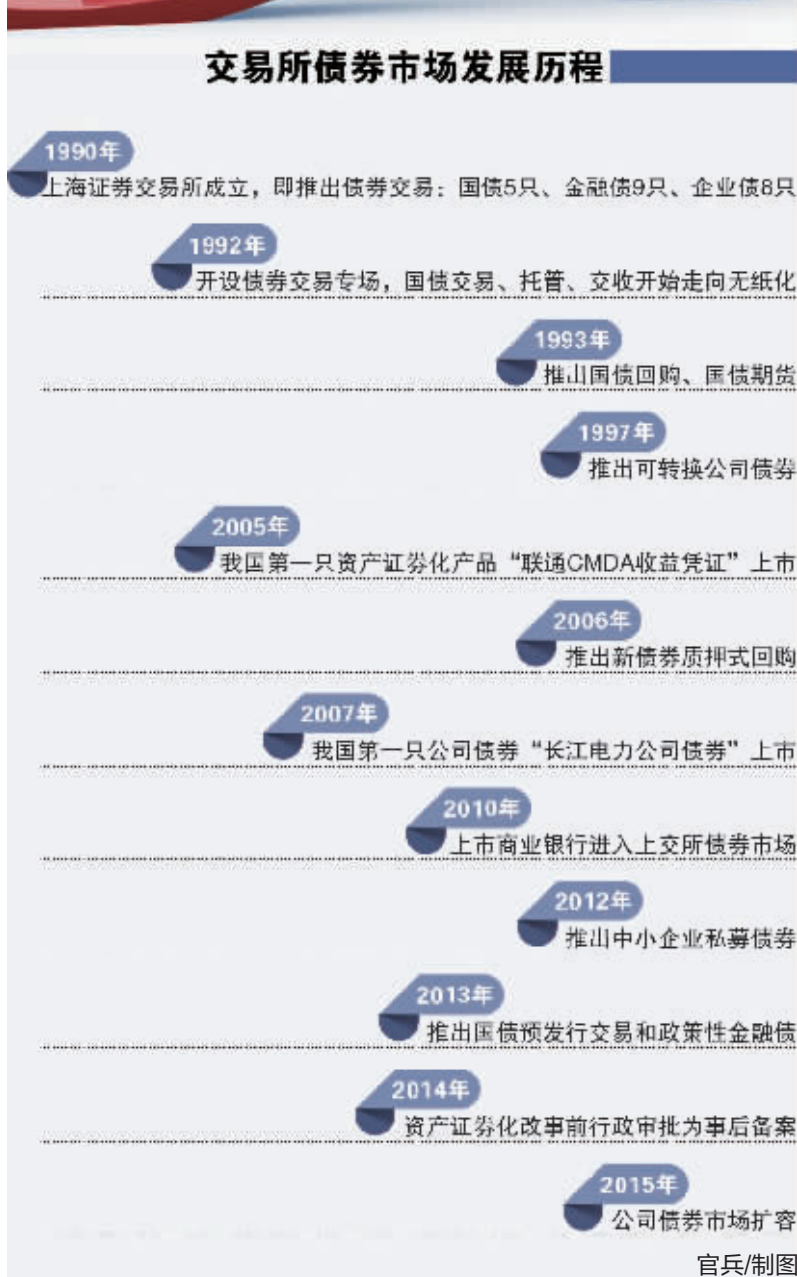 交易所债券市场发展历程
1990年
上海证券交易所成立，即推出债券交易：国债5只、金融债9只、企业债8只
1992年
开设债券交易专场，国债交易、托管、交收开始走向无纸化
1993年
推出国债回购、国债期货
1997年
推出可转换公司债券
2005年
我国第一只资产证券化产品“联通CMDA收益凭证”上市
2006年
推出新债券质押式回购
2007年
我国第一只公司债券“长江电力公司债券”上市
2010年
上市商业银行进入上交所债券市场
2012年
推出中小企业私募债券
2013年
推出国债预发行交易和政策性金融债
2014年
资产证券化改事前行政审批为事后备案
2015年
公司债券市场扩容
官兵/制图